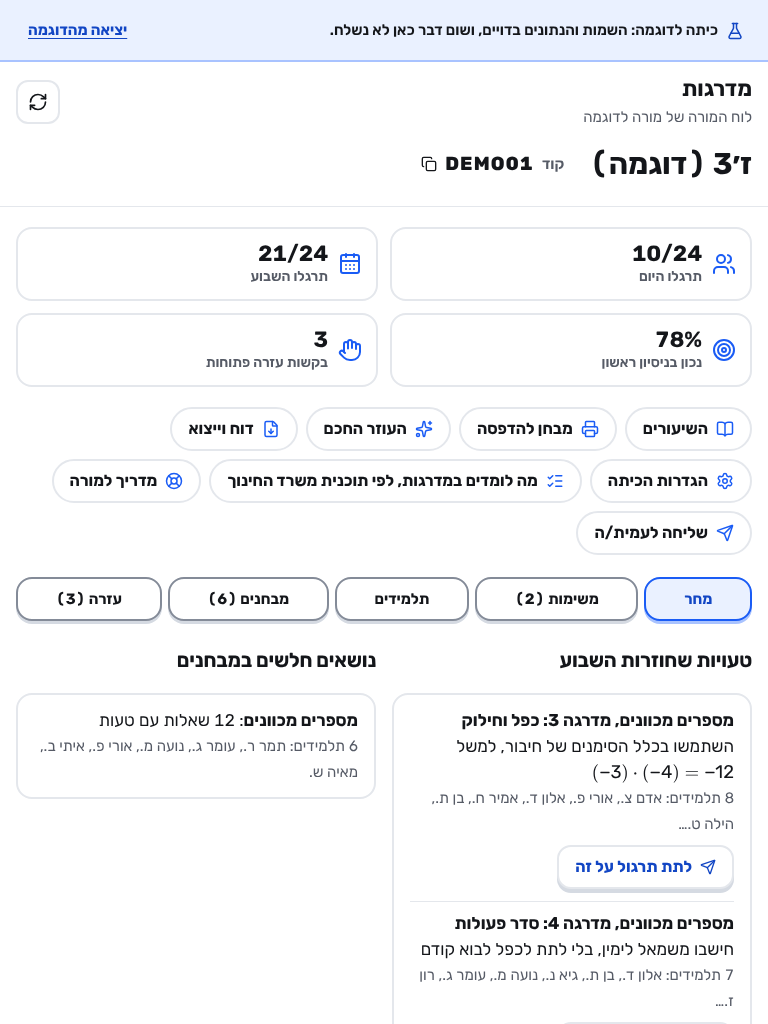 כיתה לדוגמה: השמות והנתונים בדויים, ושום דבר כאן לא נשלח.
יציאה מהדוגמה
מדרגות
לוח המורה של מורה לדוגמה
ז׳3 (דוגמה)
קוד DEMO01
10/24
תרגלו היום
21/24
תרגלו השבוע
78%
נכון בניסיון ראשון
3
בקשות עזרה פתוחות
השיעורים
מבחן להדפסה
העוזר החכם
דוח וייצוא
הגדרות הכיתה
מה לומדים במדרגות, לפי תוכנית משרד החינוך
מדריך למורה
שליחה לעמית/ה
מחר
משימות (2)
תלמידים
מבחנים (6)
עזרה (3)
טעויות שחוזרות השבוע
מספרים מכוונים, מדרגה 3: כפל וחילוק
השתמשו בכלל הסימנים של חיבור, למשל
(−3) · (−4) = −12
8 תלמידים: אדם צ., אורי פ., אלון ד., אמיר ח., בן ת.,
הילה ט.…
לתת תרגול על זה
מספרים מכוונים, מדרגה 4: סדר פעולות
חישבו משמאל לימין, בלי לתת לכפל לבוא קודם
7 תלמידים: אלון ד., בן ת., גיא נ., נועה מ., עומר ג., רון
ז.…
נושאים חלשים במבחנים
מספרים מכוונים: 12 שאלות עם טעות
6 תלמידים: תמר ר., עומר ג., נועה מ., אורי פ., איתי ב.,
מאיה ש.